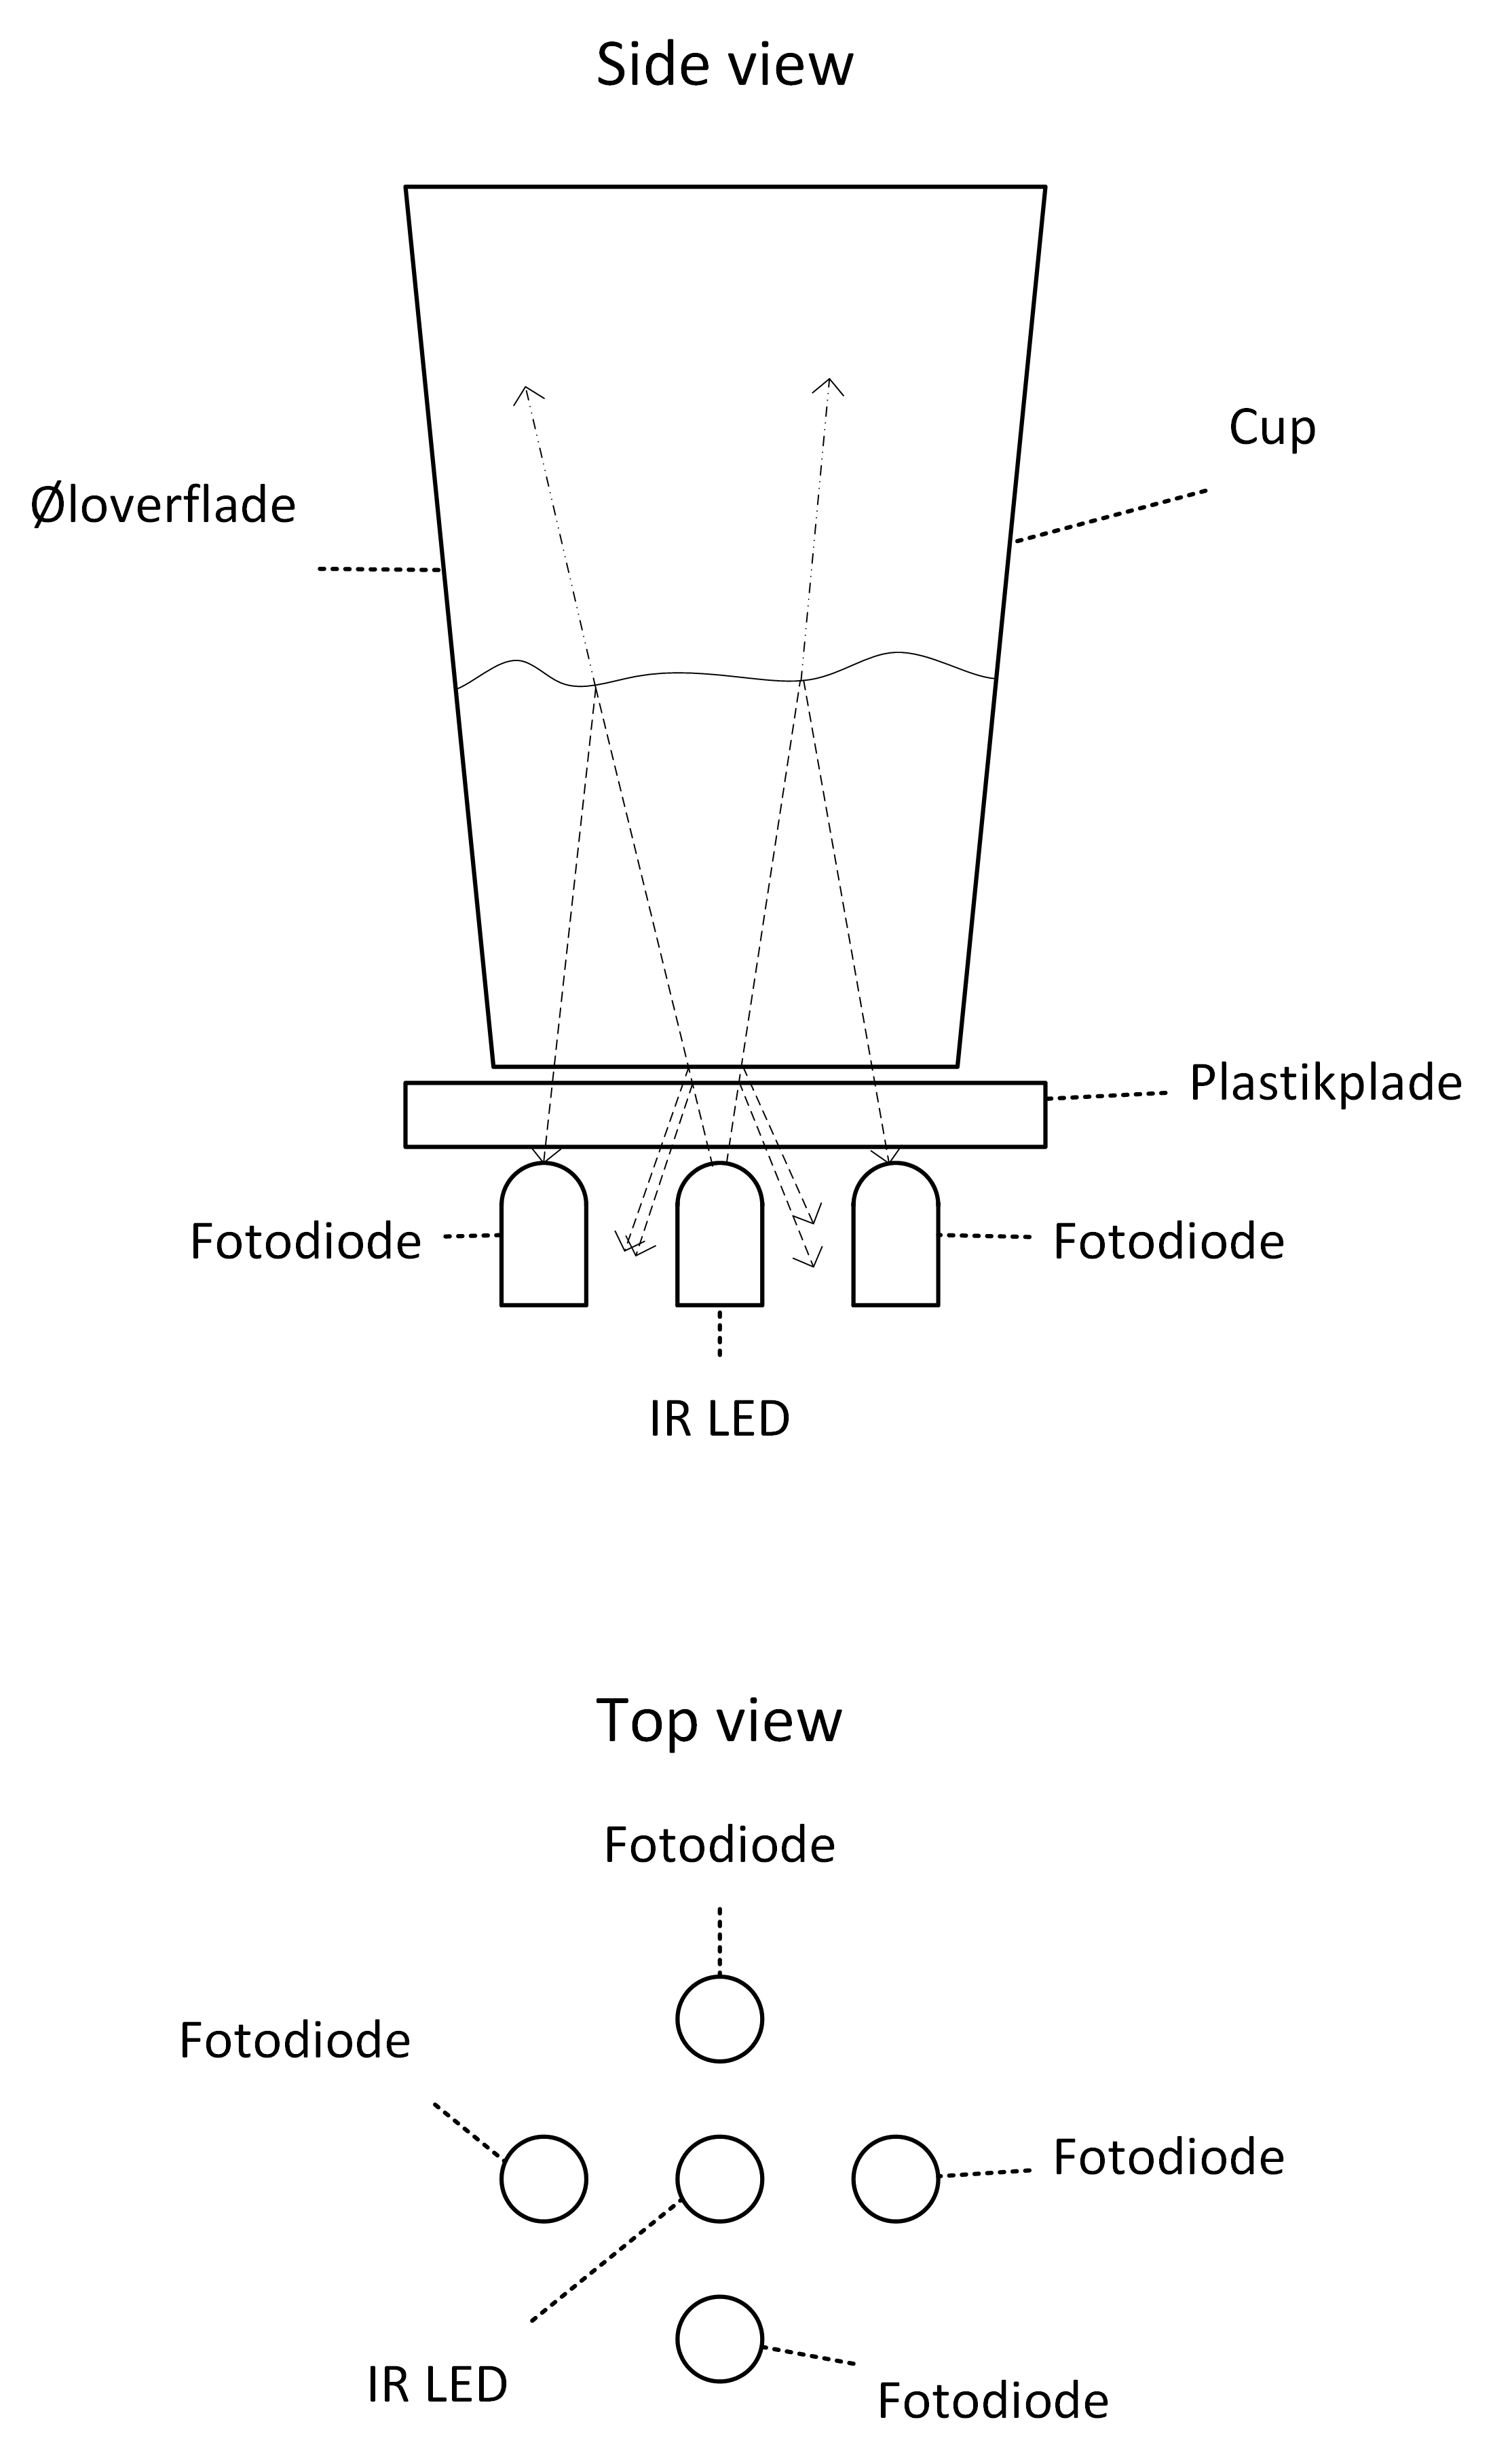 Side view
Cup
Øloverflade
Plastikplade
Fotodiode
Fotodiode
IR LED
Top view
Fotodiode
Fotodiode
Fotodiode
IR LED
Fotodiode